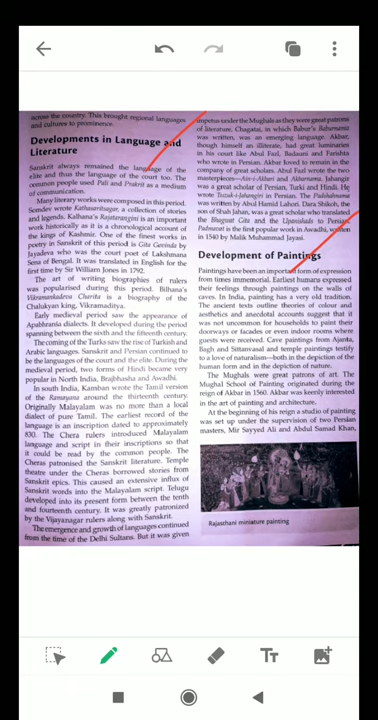 across the country. This brought regional languages
and cultures to prominence.
Developments in Language and
Literature
Sanskrit always remained the language of the
elite and thus the language of the court too. The
common people used Pali and Prakrit as a medium
of communication.
Many literary works were composed in this period.
Somdev wrote Kathasaritsagar, a collection of stories
and legends. Kalhana's Rajatarangini is an important
work historically as it is a chronological account of
the kings of Kashmir. One of the finest works in
poetry in Sanskrit of this period is Gita Govinda by
Jayadeva who was the court poet of Lakshmana
Sena of Bengal. It was translated in English for the
first time by Sir William Jones in 1792.
The art of writing biographies of rulers
was popularised during this period. Bilhana's
Vikramankadeva Charita is a biography of the
Chalukyan king, Vikramaditya.
Early medieval period saw the appearance of
Apabhransha dialects. It developed during the period
spanning between the sixth and the fifteenth century.
The coming of the Turks saw the rise of Turkish and
Arabic languages. Sanskrit and Persian continued to
be the languages of the court and the elite. During the
medieval period, two forms of Hindi became very
popular in North India, Brajbhasha and Awadhi.
In south India, Kamban wrote the Tamil version
of the Ramayana around the thirteenth century.
Originally Malayalam was no more than a local
dialect of pure Tamil. The earliest record of the
language is an inscription dated to approximately
830. The Chera rulers introduced Malayalam
language and script in their inscriptions so that
it could be read by the common people. The
Cheras patronised the Sanskrit literature. Temple
theatre under the Cheras borrowed stories from
Sanskrit epics. This caused an extensive influx of
Sanskrit words into the Malayalam script. Telugu
developed into its present form between the tenth
and fourteenth century. It was greatly patronized
by the Vijayanagar rulers along with Sanskrit.
The emergence and growth of languages continued
from the time of the Delhi Sultans. But it was given
impetus under the Mughals as they were great patrons
of literature. Chagatai, in which Babur's Baburnama
was written, was an emerging language. Akbar,
though himself an illiterate, had great luminaries
in his court like Abul Fazl, Badauni and Farishta
who wrote in Persian. Akbar loved to remain in the
company of great scholars. Abul Fazl wrote the two
masterpieces—Ain-i-Akbari and Akbarnama. Jahangir
was a great scholar of Persian, Turki and Hindi. He
wrote Tuzuk-i-Jahangiri in Persian. The Padshahnama
was written by Abul Hamid Lahori. Dara Shikoh, the
son of Shah Jahan, was a great scholar who translated
the Bhagvat Gita and the Upanishads to Persian.
Padmavat is the first popular work in Awadhi, written
in 1540 by Malik Muhammad Jayasi.
Development of Paintings
Paintings have been an important form of expression
from times immemorial. Earliest humans expressed
their feelings through paintings on the walls of
caves. In India, painting has a very old tradition.
The ancient texts outline theories of colour and
aesthetics and anecdotal accounts suggest that it
was not uncommon for households to paint their
doorways or facades or even indoor rooms where
guests were received. Cave paintings from Ajanta,
Bagh and Sittanvasal and temple paintings testify
to a love of naturalism—both in the depiction of the
human form and in the depiction of nature.
The Mughals were great patrons of art. The
Mughal School of Painting originated during the
reign of Akbar in 1560. Akbar was keenly interested
in the art of painting and architecture.
At the beginning of his reign a studio of painting
was set up under the supervision of two Persian
masters, Mir Sayyed Ali and Abdul Samad Khan,
Rajasthani miniature painting
Tt